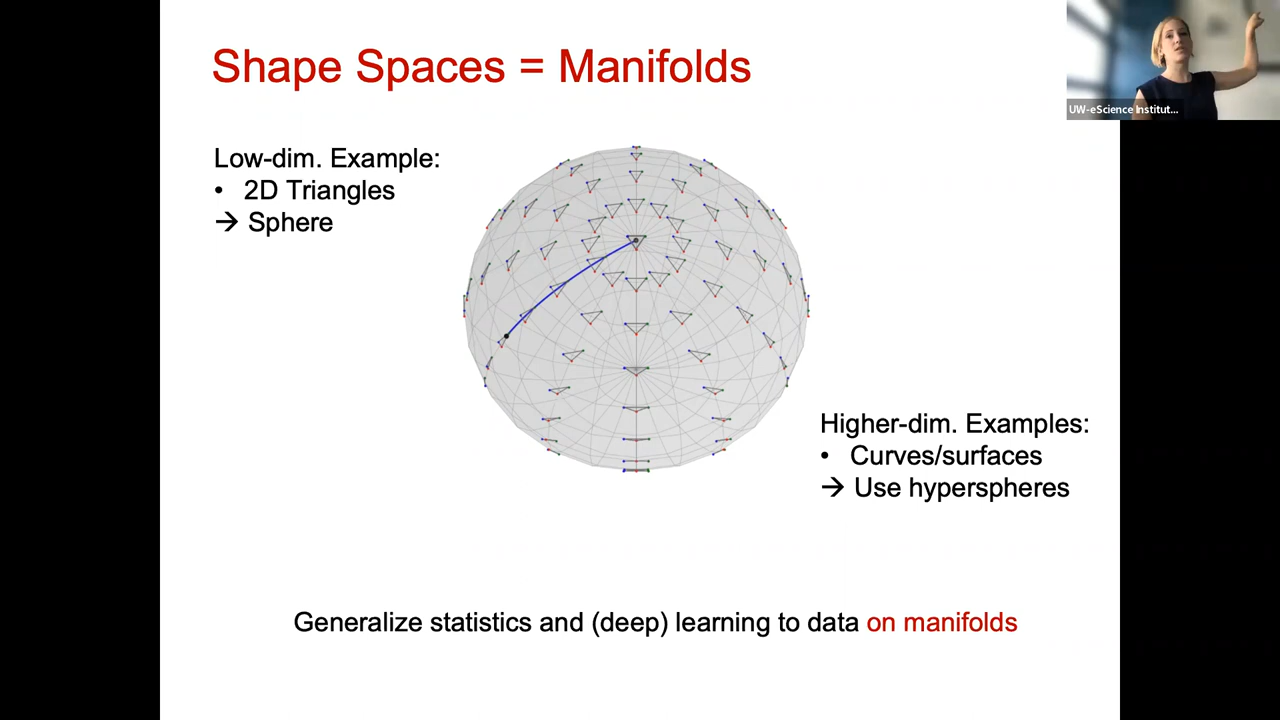 Shape Spaces = Manifolds
UW-eScience Institut...
Low-dim. Example:
• 2D Triangles
→ Sphere
Higher-dim. Examples:
• Curves/surfaces
→ Use hyperspheres
Generalize statistics and (deep) learning to data on manifolds